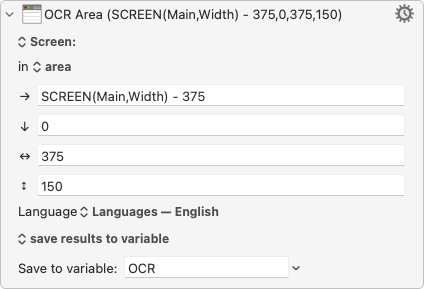 OCR Area (SCREEN(Main,Width) - 375,0,375,150)
Screen:
in area
SCREEN(Main,Width) - 375
0
375
150
Language Languages — English
save results to variable
Save to variable: OCR